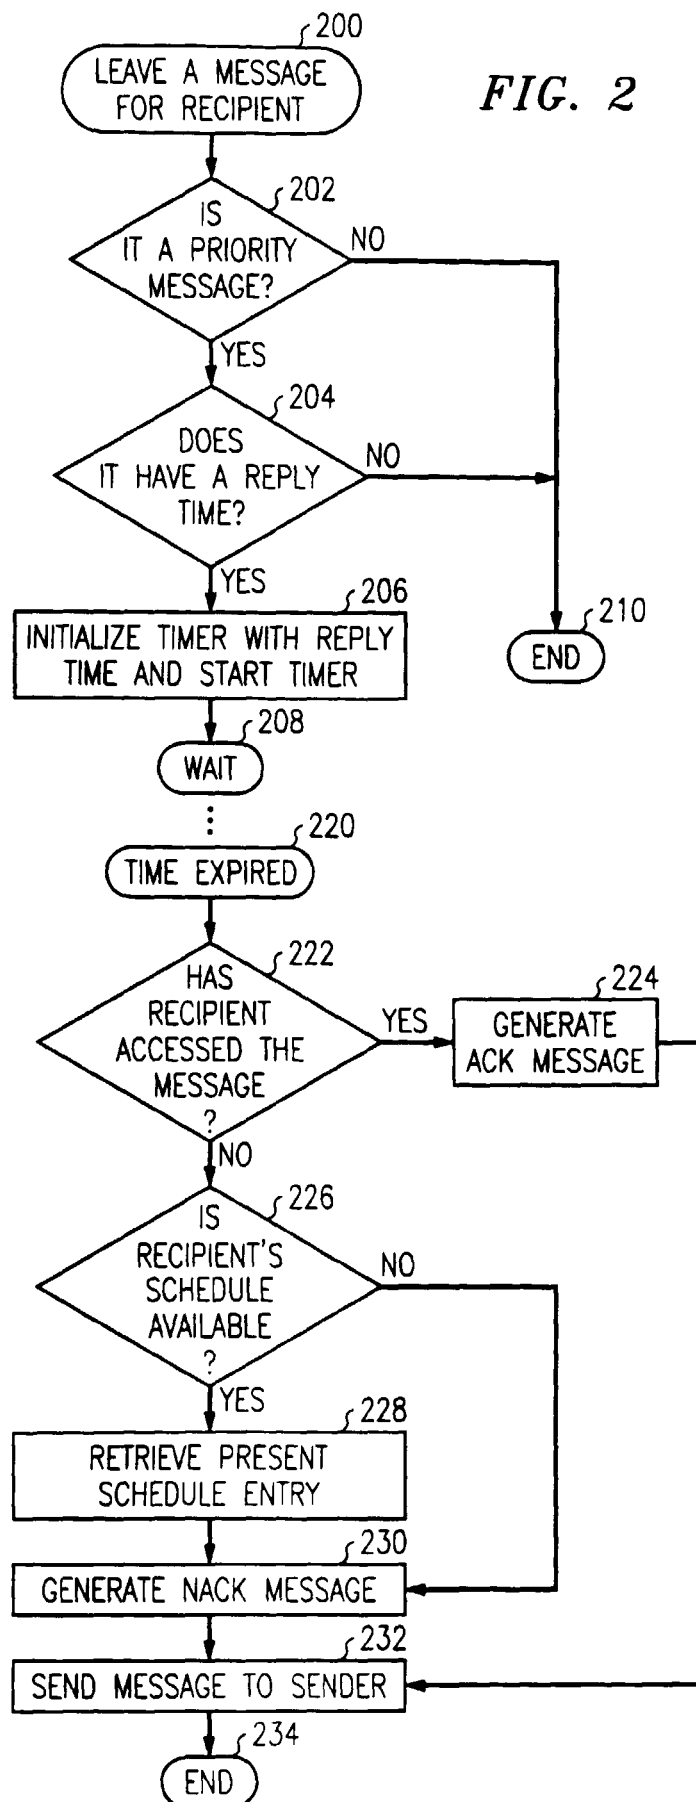 200
LEAVE A MESSAGE
FOR RECIPIENT
FIG. 2
202
IS
IT A PRIORITY
MESSAGE?
NO
YES
204
DOES
IT HAVE A REPLY
TIME?
NO
YES
206
INITIALIZE TIMER WITH REPLY
TIME AND START TIMER
210
END
208
WAIT
220
TIME EXPIRED
222
HAS
RECIPIENT
ACCESSED THE
MESSAGE
?
YES
224
GENERATE
ACK MESSAGE
NO
226
IS
RECIPIENT'S
SCHEDULE
AVAILABLE
?
NO
YES
228
RETRIEVE PRESENT
SCHEDULE ENTRY
230
GENERATE NACK MESSAGE
232
SEND MESSAGE TO SENDER
234
END